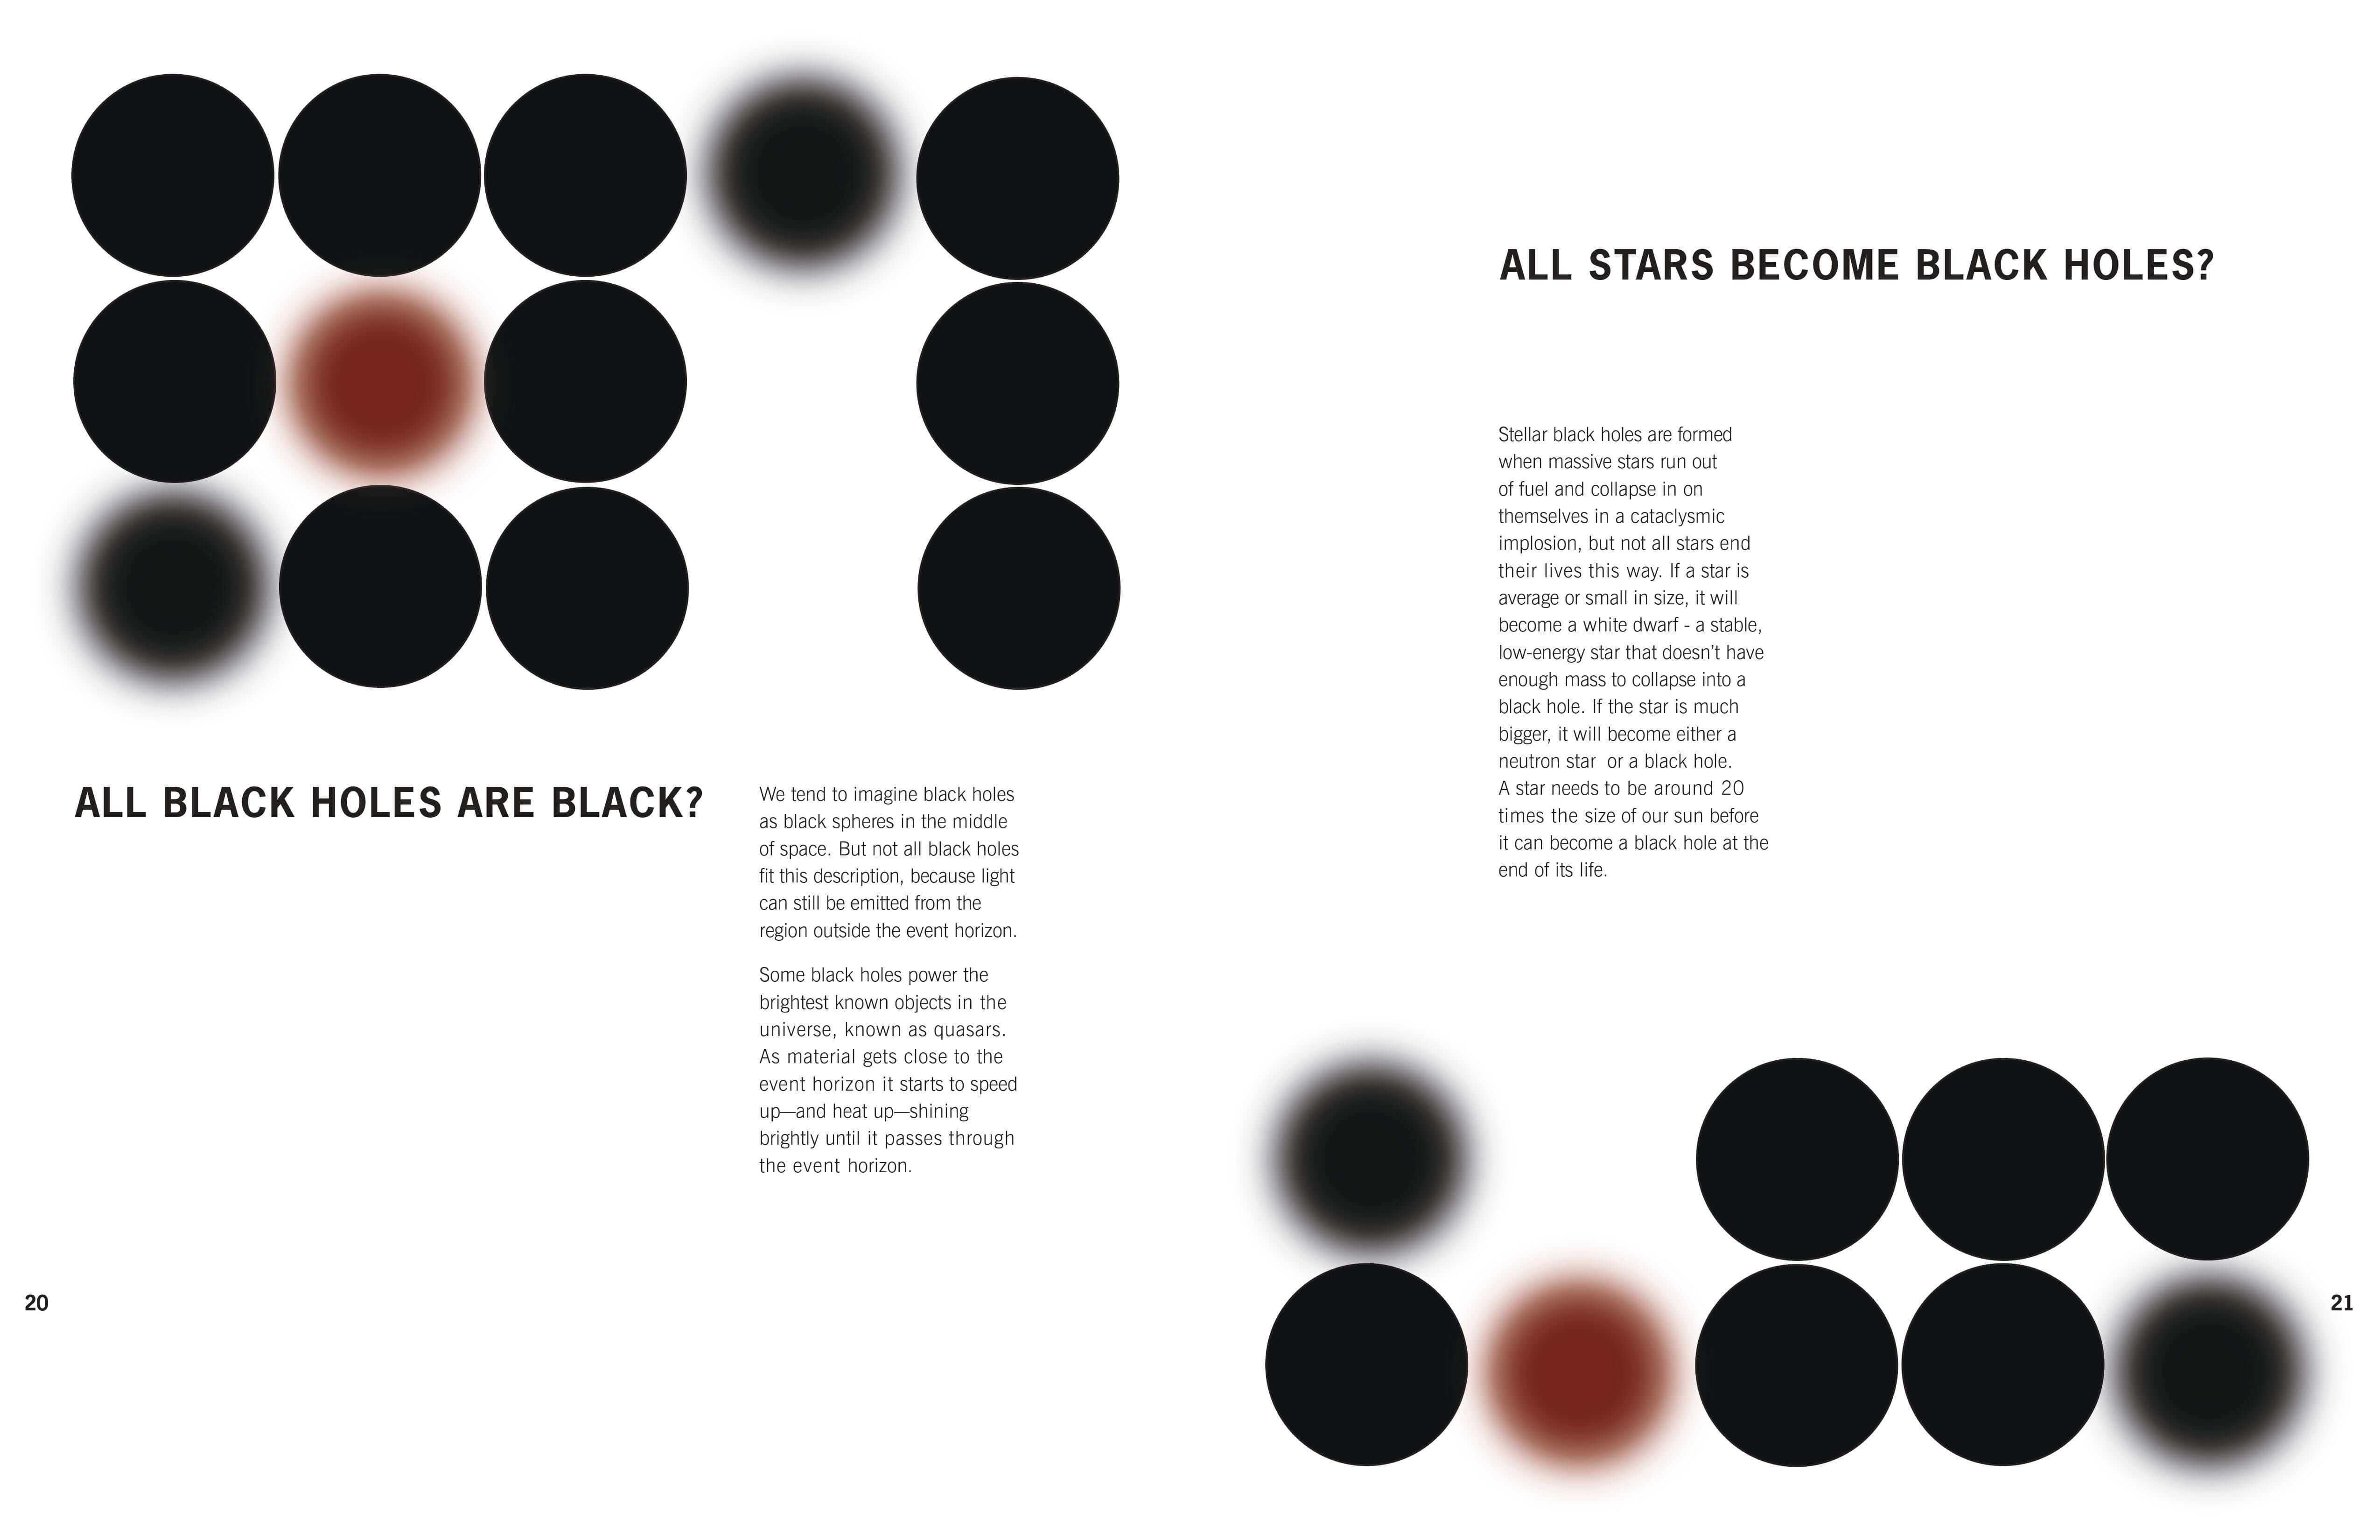 ALL BLACK HOLES ARE BLACK?
We tend to imagine black holes
as black spheres in the middle
of space. But not all black holes
fit this description, because light
can still be emitted from the
region outside the event horizon.
Some black holes power the
brightest known objects in the
universe, known as quasars.
As material gets close to the
event horizon it starts to speed
up—and heat up—shining
brightly until it passes through
the event horizon.
20
ALL STARS BECOME BLACK HOLES?
Stellar black holes are formed
when massive stars run out
of fuel and collapse in on
themselves in a cataclysmic
implosion, but not all stars end
their lives this way. If a star is
average or small in size, it will
become a white dwarf - a stable,
low-energy star that doesn’t have
enough mass to collapse into a
black hole. If the star is much
bigger, it will become either a
neutron star  or a black hole.
A star needs to be around 20
times the size of our sun before
it can become a black hole at the
end of its life.
21